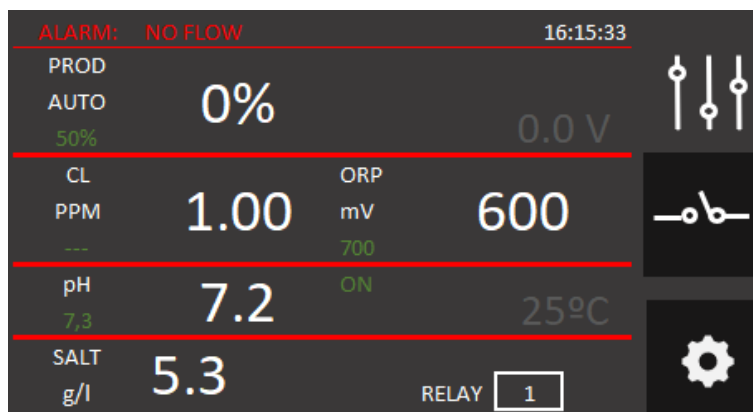 ALARM: NO FLOW 16:15:33
PROD
AUTO 0%
50% 0.0 V
CL ORP
PPM 1.00 mV 600
--- 700
pH 7.2 ON
7,3 25ºC
SALT 5.3
g/l RELAY 1